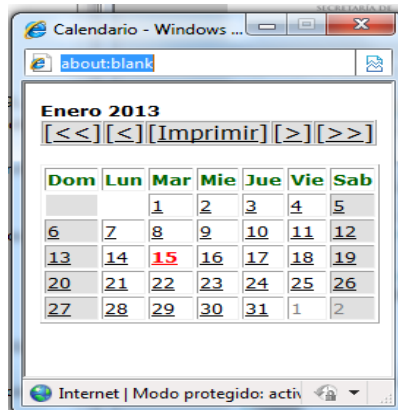 SECRETARÍA DE
Calendario - Windows ...
about:blank
Enero 2013
[<<][<][Imprimir][>][>>]
Dom Lun Mar Mie Jue Vie Sab
1 2 3 4 5
6 7 8 9 10 11 12
13 14 15 16 17 18 19
20 21 22 23 24 25 26
27 28 29 30 31 1 2
Internet | Modo protegido: activ